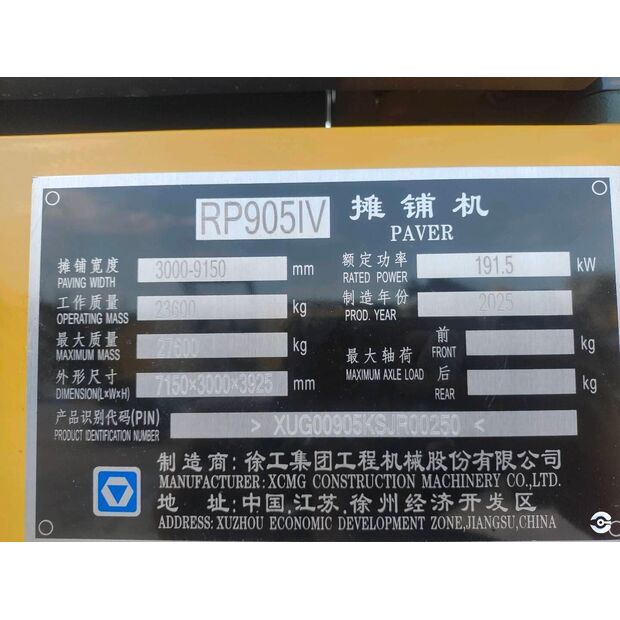 RP905IV 摊铺机
PAVER
摊铺宽度 3000-9150 mm
PAVING WIDTH
额定功率 191.5 kW
RATED POWER
工作质量 23600 kg
OPERATING MASS
制造年份 2025
PROD. YEAR
最大质量 27600 kg
MAXIMUM MASS
最大轴荷 前 kg
MAXIMUM AXLE LOAD FRONT
后 kg
REAR
外形尺寸 7150×3000×3925 mm
DIMENSION(L×W×H)
产品识别代码(PIN) > XUG00905KSJR00250 <
PRODUCT IDENTIFICATION NUMBER
制造商:徐工集团工程机械股份有限公司
MANUFACTURER:XCMG CONSTRUCTION MACHINERY CO.,LTD.
地 址:中国,江苏,徐州经济开发区
ADDRESS: XUZHOU ECONOMIC DEVELOPMENT ZONE,JIANGSU,CHINA